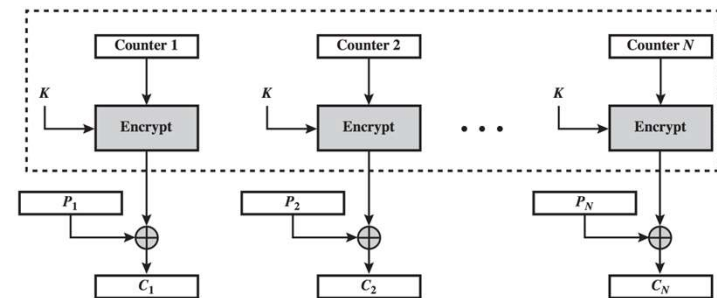 Counter 1 Counter 2 Counter N
K K K
Encrypt Encrypt • • • Encrypt
P1 P2 PN
C1 C2 CN